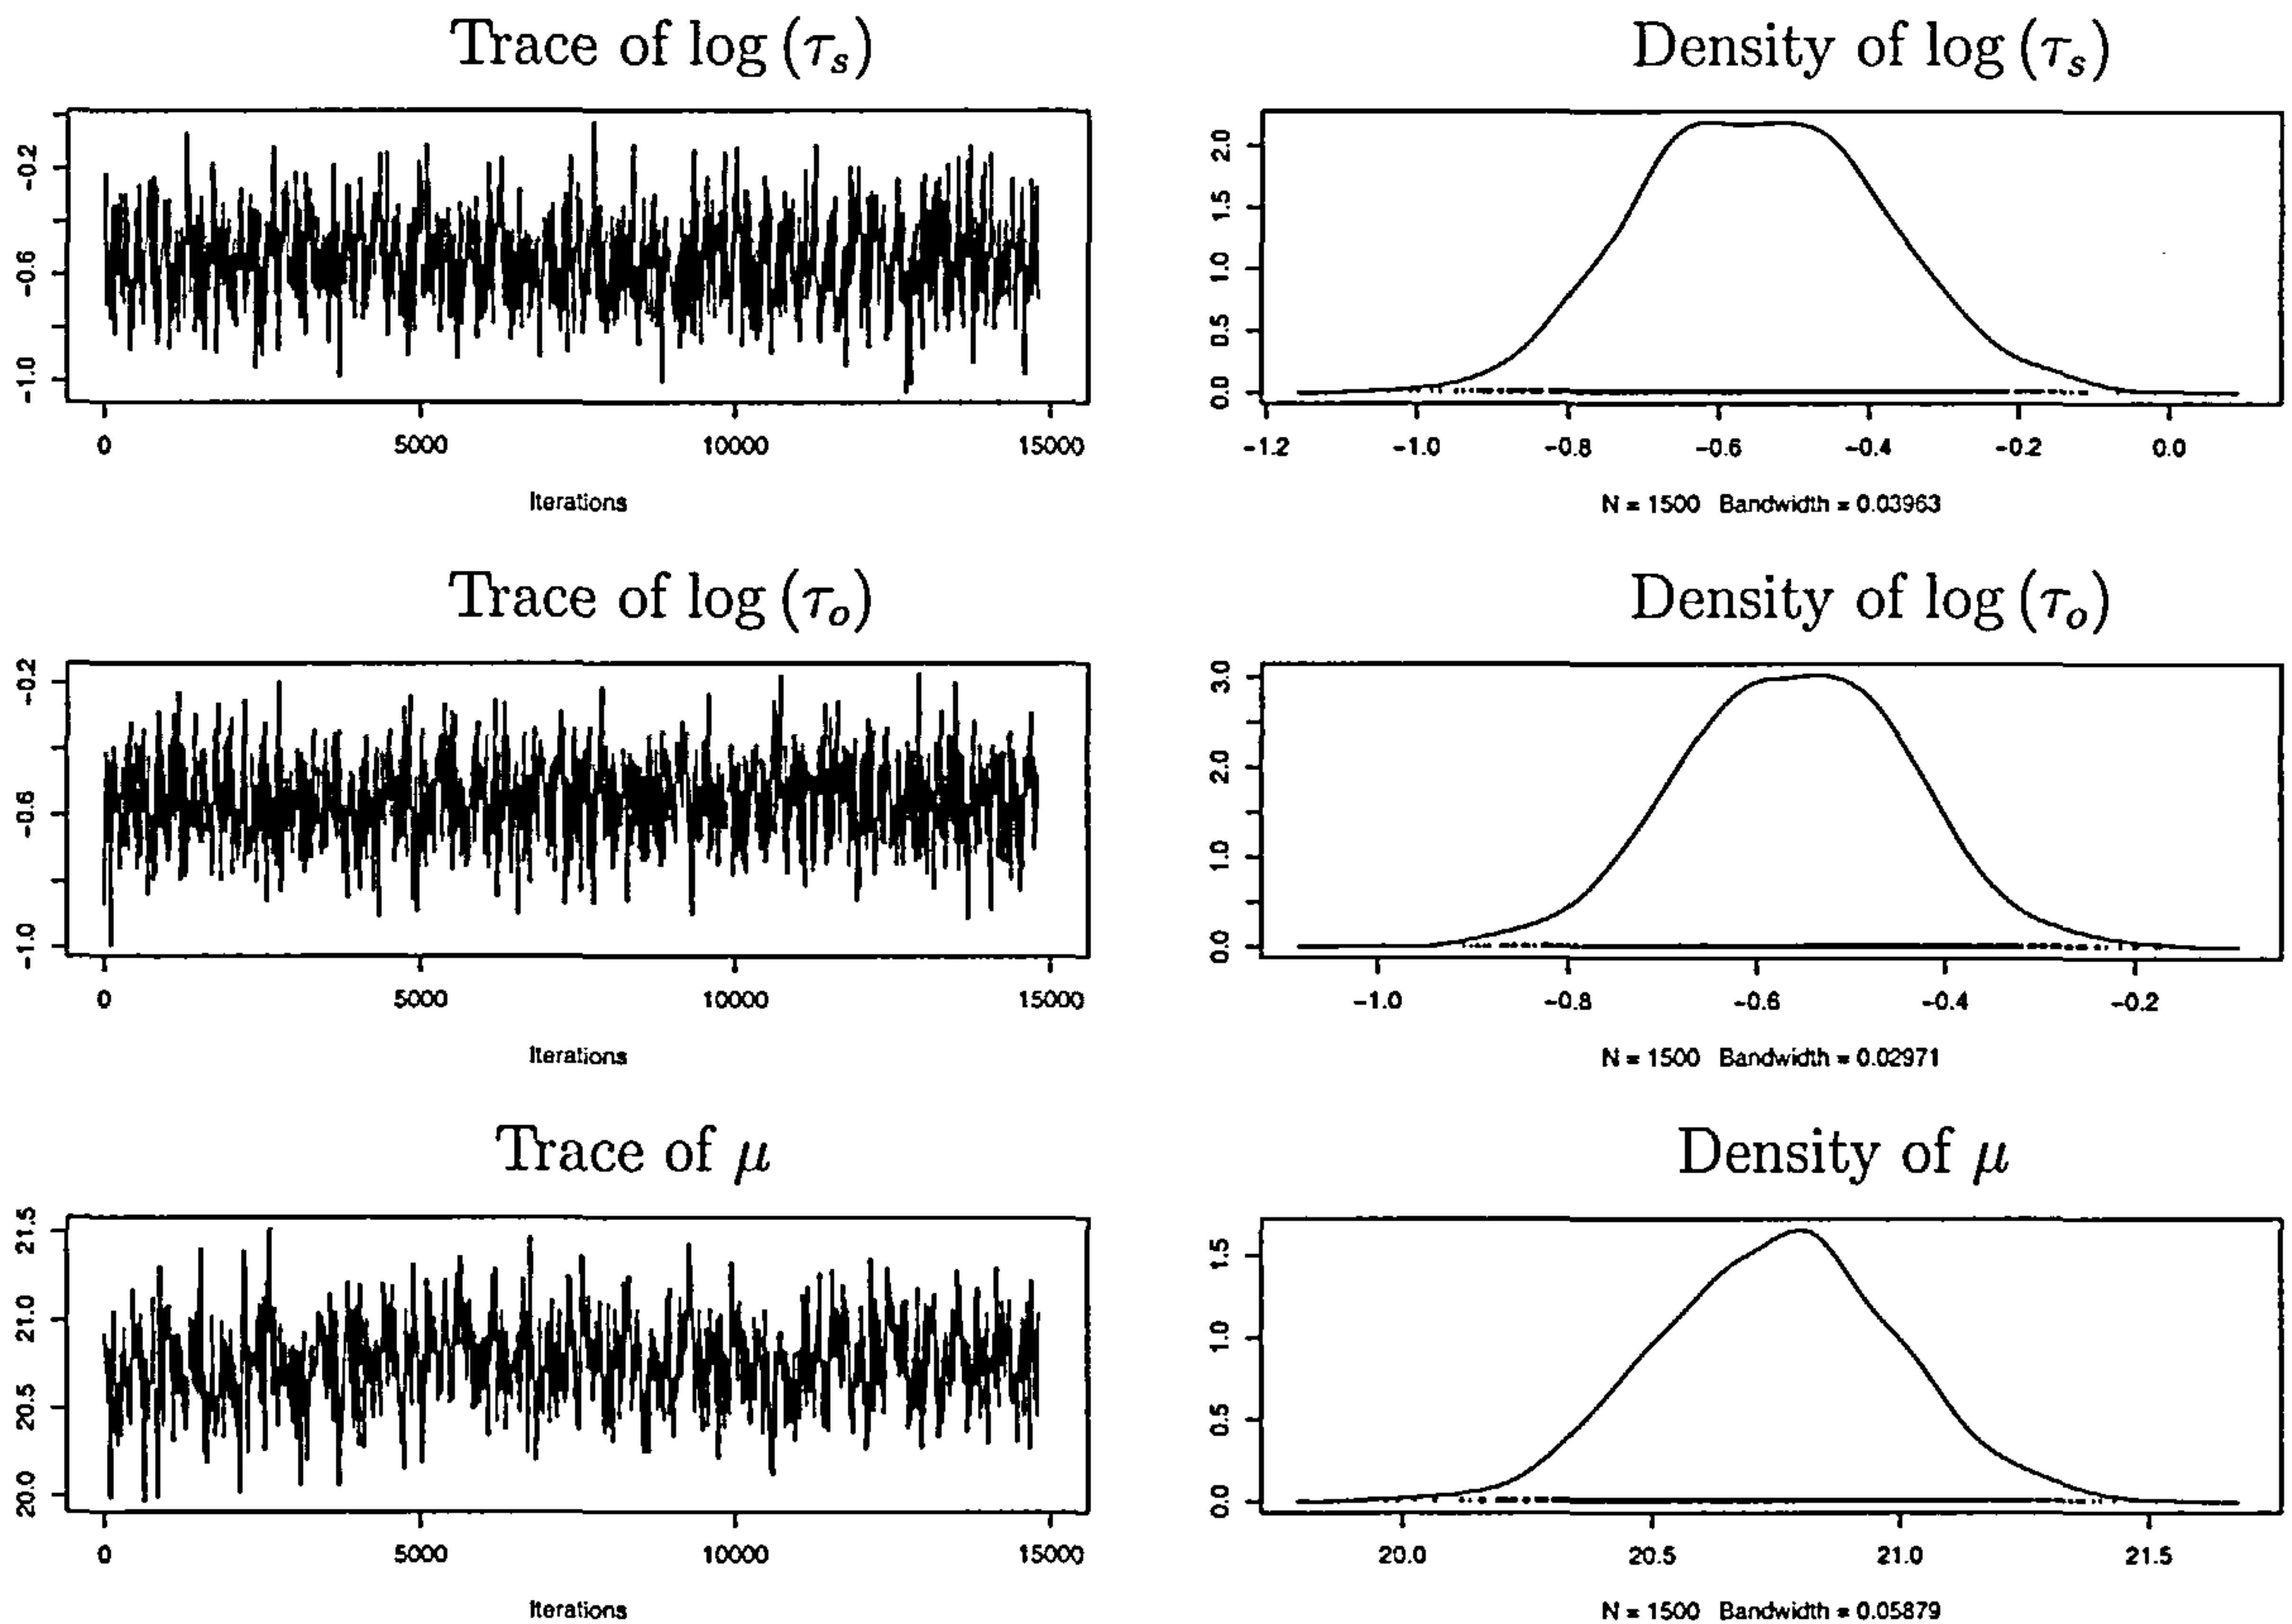 Trace of log (τₛ)
Density of log (τₛ)
-0.2
-0.6
-1.0
0 5000 10000 15000
Iterations
2.0
1.5
1.0
0.5
0.0
-1.2 -1.0 -0.8 -0.6 -0.4 -0.2 0.0
N = 1500 Bandwidth = 0.03963
Trace of log (τₒ)
Density of log (τₒ)
-0.2
-0.6
-1.0
0 5000 10000 15000
Iterations
3.0
2.0
1.0
0.0
-1.0 -0.8 -0.6 -0.4 -0.2
N = 1500 Bandwidth = 0.02971
Trace of μ
Density of μ
21.5
21.0
20.5
20.0
0 5000 10000 15000
Iterations
1.5
1.0
0.5
0.0
20.0 20.5 21.0 21.5
N = 1500 Bandwidth = 0.05879